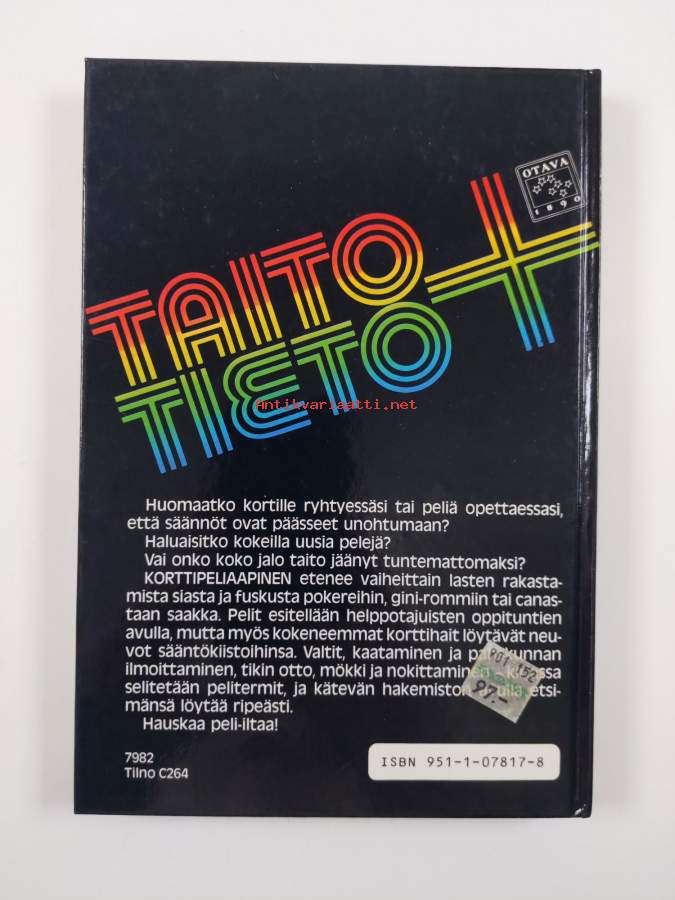 OTAVA
1890
TAITO
TIETO +
Antikvariaatti.net
Huomaatko kortille ryhtyessäsi tai peliä opettaessasi,
että säännöt ovat päässeet unohtumaan?
Haluaisitko kokeilla uusia pelejä?
Vai onko koko jalo taito jäänyt tuntemattomaksi?
KORTTIPELIAAPINEN etenee vaiheittain lasten rakasta-
mista siasta ja fuskusta pokereihin, gini-rommiin tai canas-
taan saakka. Pelit esitellään helppotajuisten oppituntien
avulla, mutta myös kokeneemmat korttihait löytävät neu-
vot sääntökiistoihinsa. Valtit, kaataminen ja
ilmoittaminen, tikin otto, mökki ja nokittaminen
selitetään pelitermit, ja kätevän hakemiston etsi-
mänsä löytää ripeästi.
Hauskaa peli-iltaa!
901 152
97.-
7982
Tilno C264
ISBN 951-1-07817-8